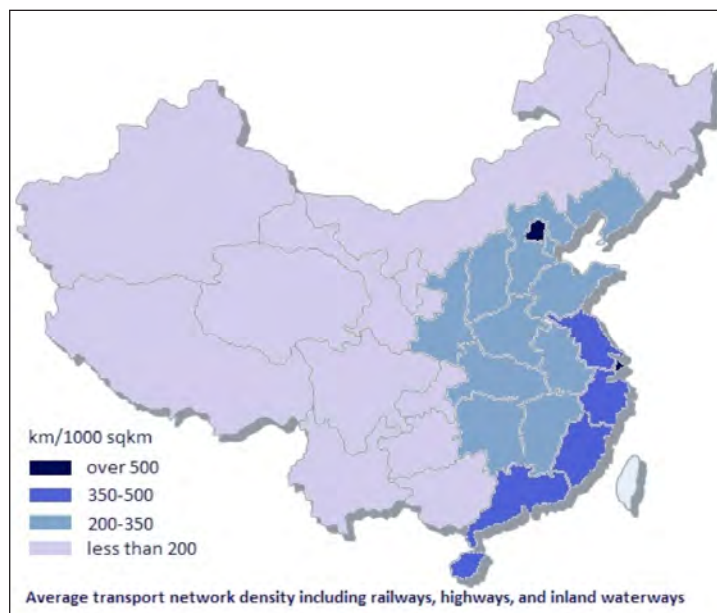 km/1000 sqkm
over 500
350-500
200-350
less than 200
Average transport network density including railways, highways, and inland waterways